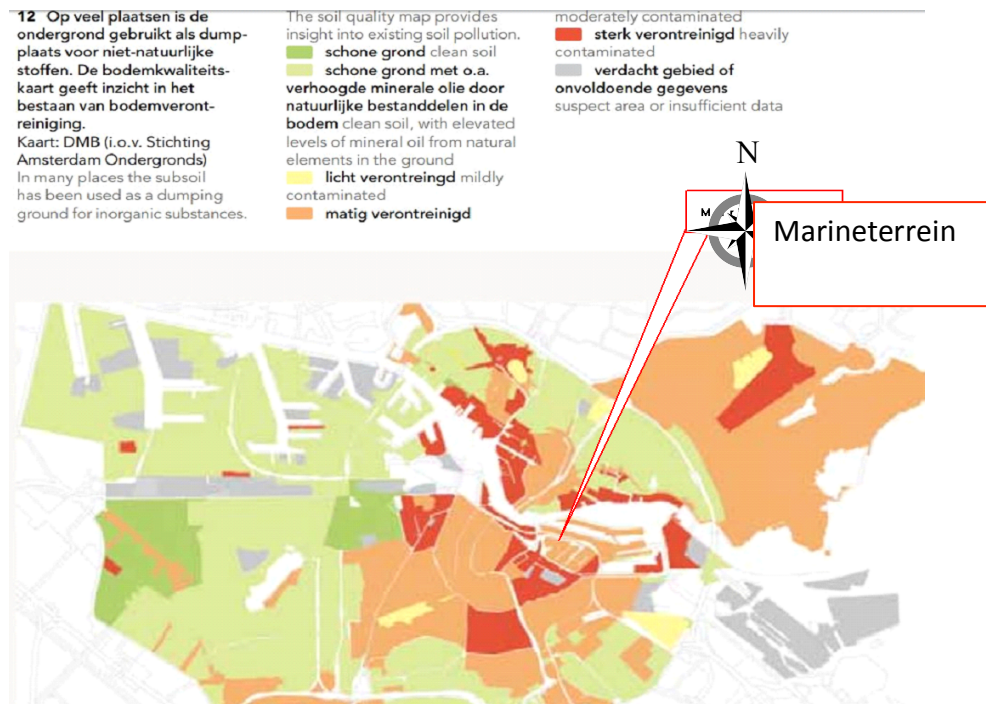 12 Op veel plaatsen is de
ondergrond gebruikt als dump-
plaats voor niet-natuurlijke
stoffen. De bodemkwaliteits-
kaart geeft inzicht in het
bestaan van bodemveront-
reiniging.
Kaart: DMB (i.o.v. Stichting
Amsterdam Ondergronds)
In many places the subsoil
has been used as a dumping
ground for inorganic substances.
The soil quality map provides
insight into existing soil pollution.
schone grond clean soil
schone grond met o.a.
verhoogde minerale olie door
natuurlijke bestanddelen in de
bodem clean soil, with elevated
levels of mineral oil from natural
elements in the ground
licht verontreingd mildly
contaminated
matig verontreinigd
moderately contaminated
sterk verontreinigd heavily
contaminated
verdacht gebied of
onvoldoende gegevens
suspect area or insufficient data
N
Marineterrein